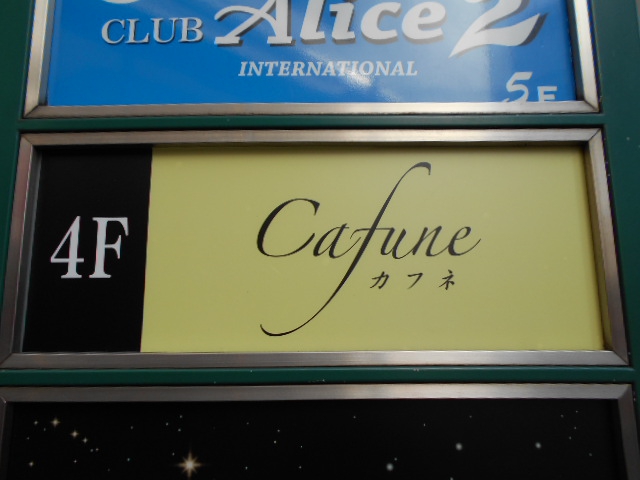 CLUB Alice 2
INTERNATIONAL
5F
4F
Cafune
カフネ